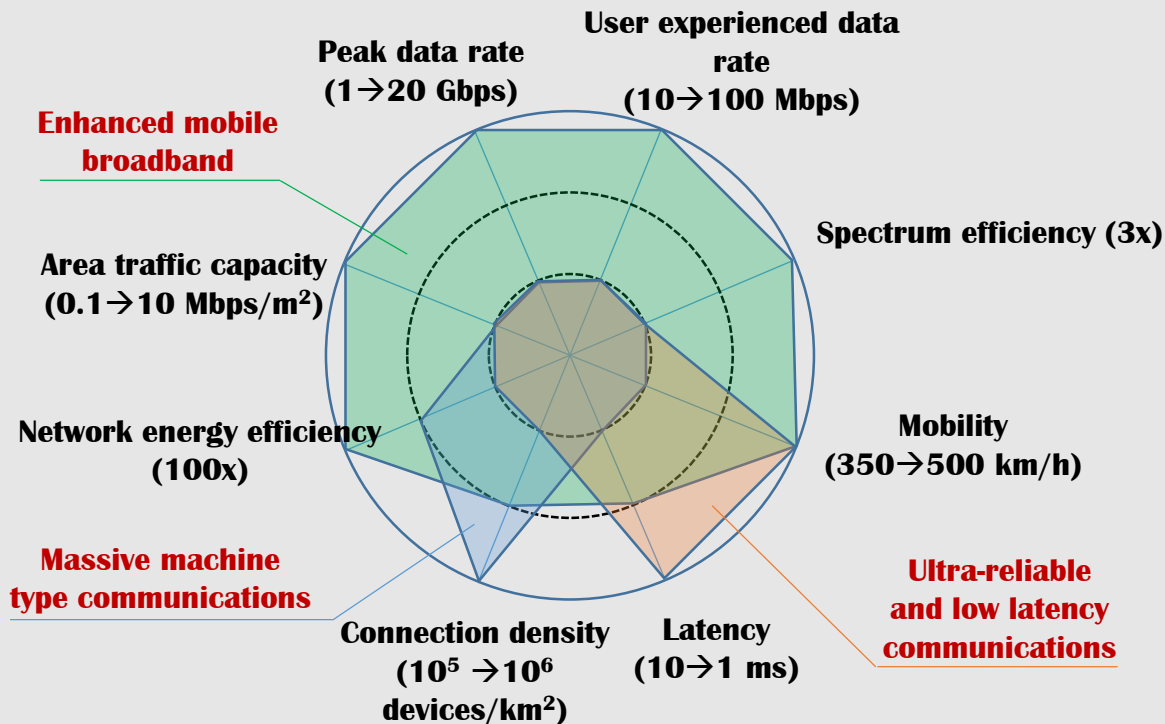 User experienced data
rate
(10→100 Mbps)
Peak data rate
(1→20 Gbps)
Enhanced mobile
broadband
Spectrum efficiency (3x)
Area traffic capacity
(0.1→10 Mbps/m²)
Network energy efficiency
(100x)
Mobility
(350→500 km/h)
Massive machine
type communications
Connection density
(10⁵ →10⁶
devices/km²)
Latency
(10→1 ms)
Ultra-reliable
and low latency
communications